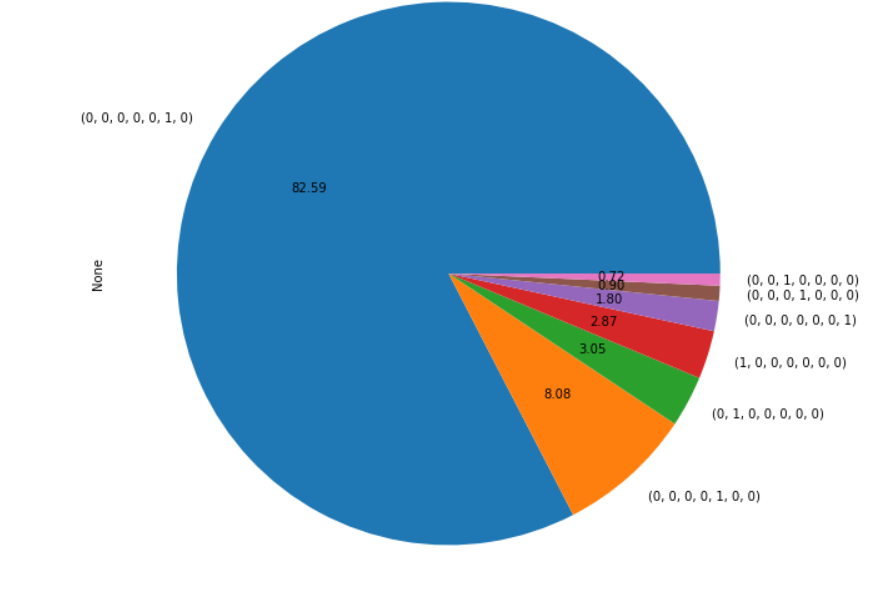 (0, 0, 0, 0, 0, 1, 0)
82.59
None
0.72
(0, 0, 1, 0, 0, 0, 0)
0.90
(0, 0, 0, 1, 0, 0, 0)
1.80
(0, 0, 0, 0, 0, 0, 1)
2.87
(1, 0, 0, 0, 0, 0, 0)
3.05
(0, 1, 0, 0, 0, 0, 0)
8.08
(0, 0, 0, 0, 1, 0, 0)